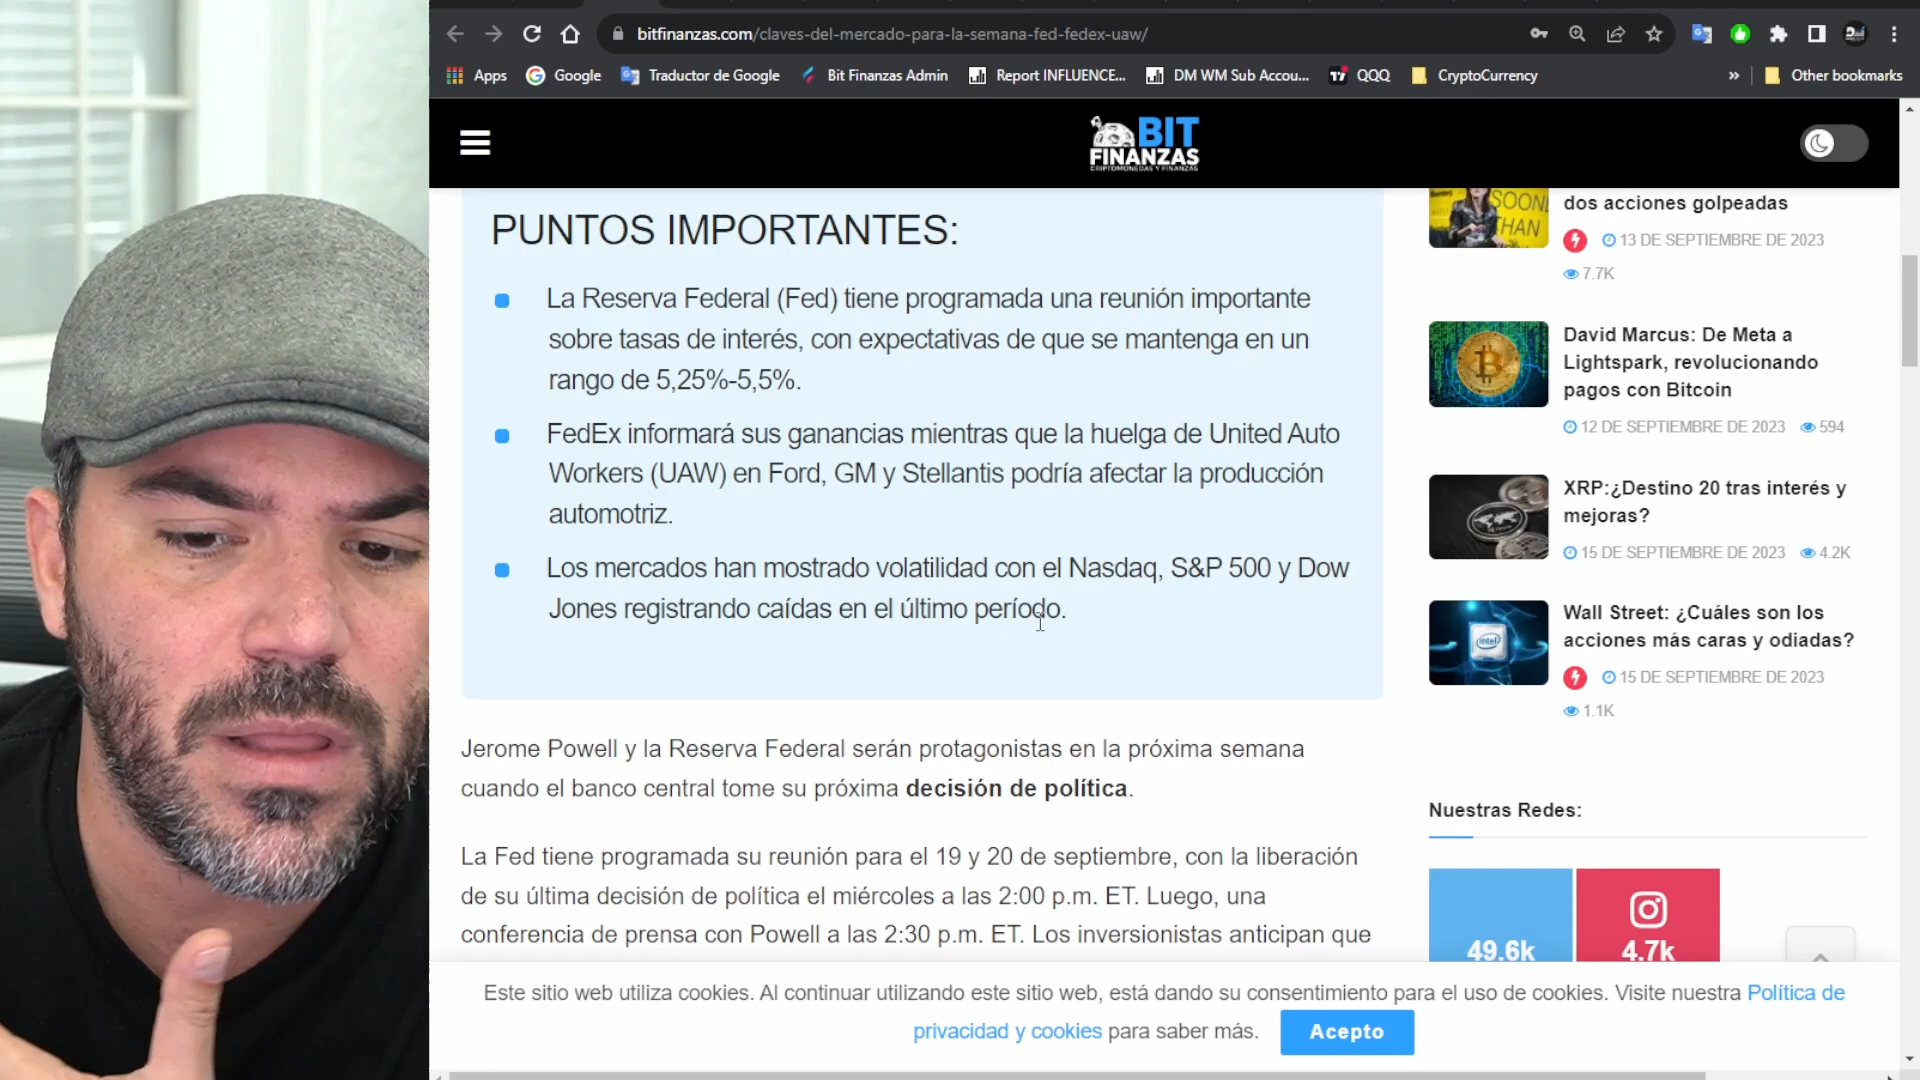 bitfinanzas.com/claves-del-mercado-para-la-semana-fed-fedex-uaw/
Apps
Google
Traductor de Google
Bit Finanzas Admin
Report INFLUENCE...
DM WM Sub Accou...
QQQ
CryptoCurrency
»
Other bookmarks
BIT
FINANZAS
CRIPTOMONEDAS Y FINANZAS
PUNTOS IMPORTANTES:
La Reserva Federal (Fed) tiene programada una reunión importante
sobre tasas de interés, con expectativas de que se mantenga en un
rango de 5,25%-5,5%.
FedEx informará sus ganancias mientras que la huelga de United Auto
Workers (UAW) en Ford, GM y Stellantis podría afectar la producción
automotriz.
Los mercados han mostrado volatilidad con el Nasdaq, S&P 500 y Dow
Jones registrando caídas en el último período.
Jerome Powell y la Reserva Federal serán protagonistas en la próxima semana
cuando el banco central tome su próxima decisión de política.
La Fed tiene programada su reunión para el 19 y 20 de septiembre, con la liberación
de su última decisión de política el miércoles a las 2:00 p.m. ET. Luego, una
conferencia de prensa con Powell a las 2:30 p.m. ET. Los inversionistas anticipan que
SOON
THAN
dos acciones golpeadas
13 DE SEPTIEMBRE DE 2023
7.7K
David Marcus: De Meta a
Lightspark, revolucionando
pagos con Bitcoin
12 DE SEPTIEMBRE DE 2023 594
XRP:¿Destino 20 tras interés y
mejoras?
15 DE SEPTIEMBRE DE 2023 4.2K
intel
Wall Street: ¿Cuáles son los
acciones más caras y odiadas?
15 DE SEPTIEMBRE DE 2023
1.1K
Nuestras Redes:
49.6k
4.7k
Este sitio web utiliza cookies. Al continuar utilizando este sitio web, está dando su consentimiento para el uso de cookies. Visite nuestra Política de
privacidad y cookies para saber más.
Acepto